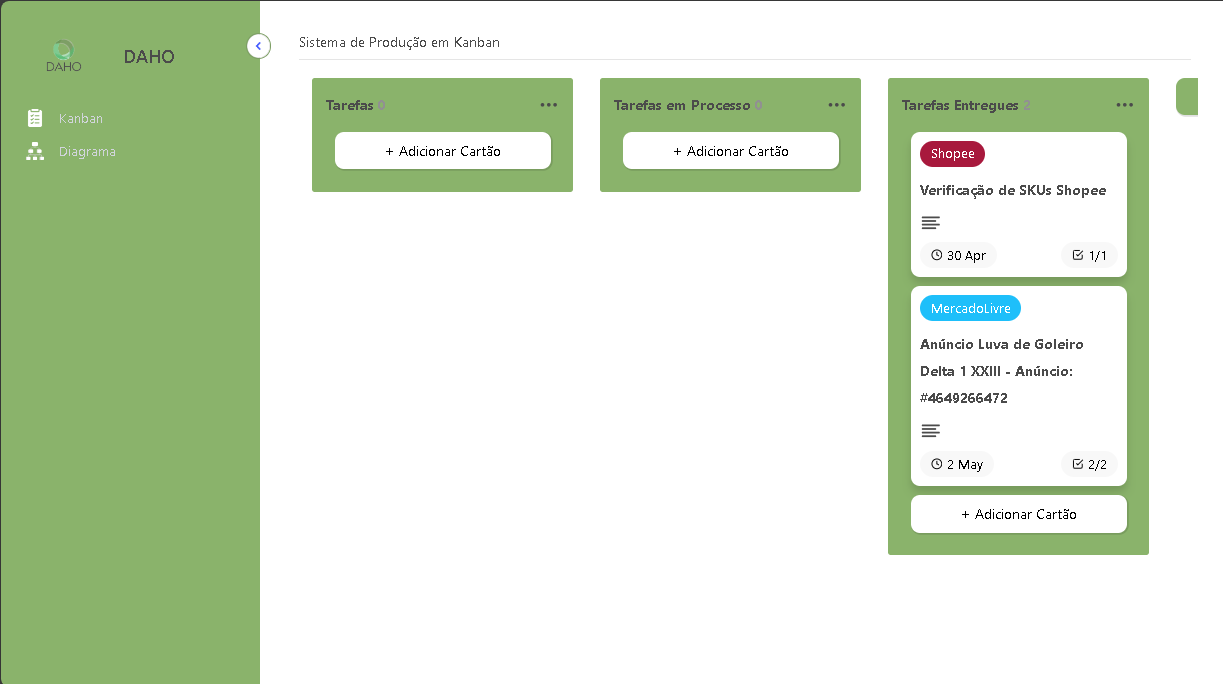 DAHO
DAHO
Kanban
Diagrama
Sistema de Produção em Kanban
Tarefas 0
+ Adicionar Cartão
Tarefas em Processo 0
+ Adicionar Cartão
Tarefas Entregues 2
Shopee
Verificação de SKUs Shopee
30 Apr
1/1
MercadoLivre
Anúncio Luva de Goleiro
Delta 1 XXIII - Anúncio:
#4649266472
2 May
2/2
+ Adicionar Cartão